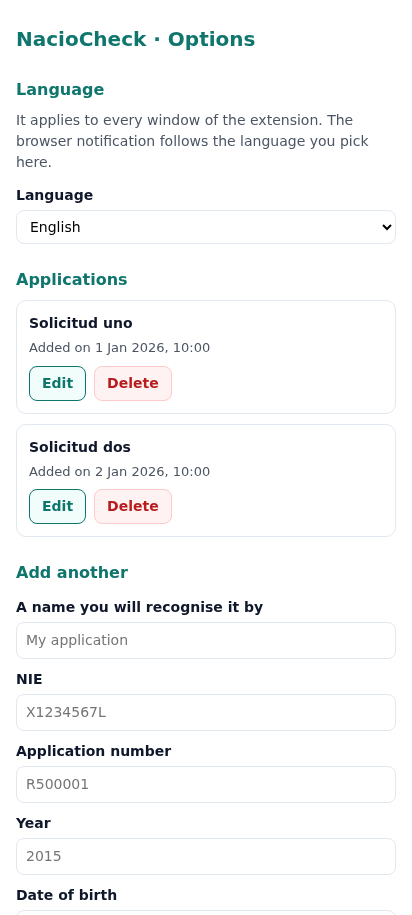 NacioCheck · Options
Language
It applies to every window of the extension. The
browser notification follows the language you pick
here.
Language
English
Applications
Solicitud uno
Added on 1 Jan 2026, 10:00
Edit Delete
Solicitud dos
Added on 2 Jan 2026, 10:00
Edit Delete
Add another
A name you will recognise it by
My application
NIE
X1234567L
Application number
R500001
Year
2015
Date of birth